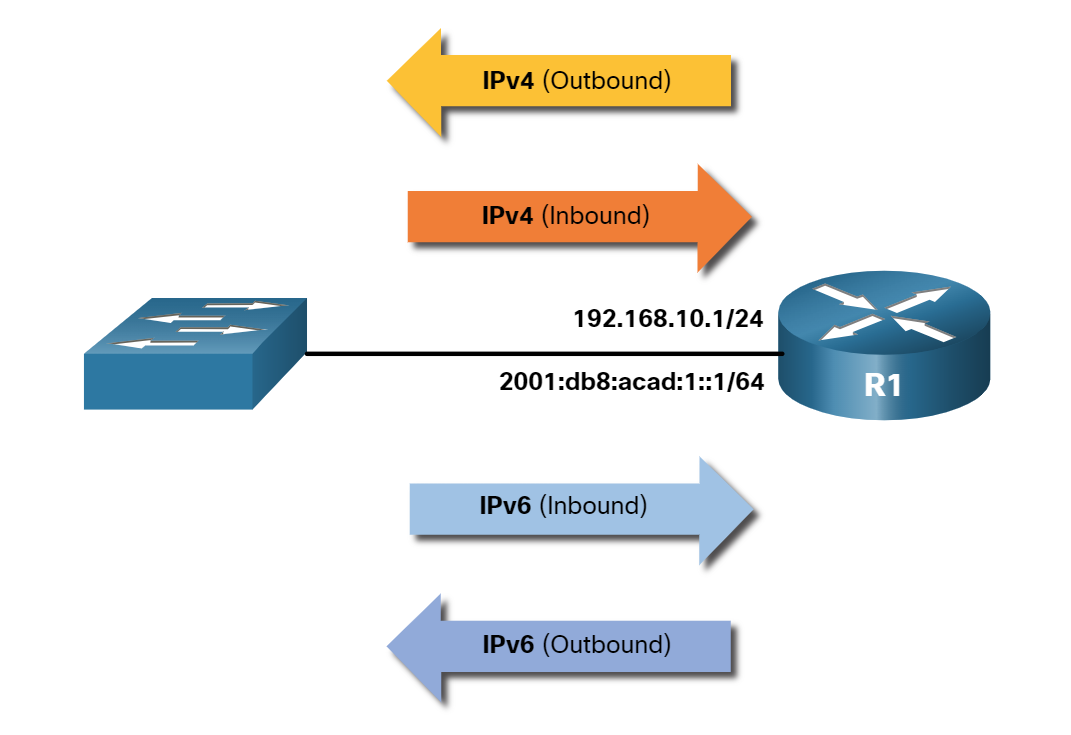 IPv4 (Outbound)
IPv4 (Inbound)
192.168.10.1/24
2001:db8:acad:1::1/64
R1
IPv6 (Inbound)
IPv6 (Outbound)